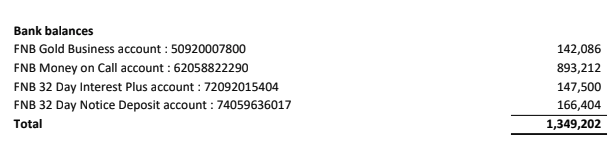 Bank balances
FNB Gold Business account : 50920007800 142,086
FNB Money on Call account : 62058822290 893,212
FNB 32 Day Interest Plus account : 72092015404 147,500
FNB 32 Day Notice Deposit account : 74059636017 166,404
Total 1,349,202